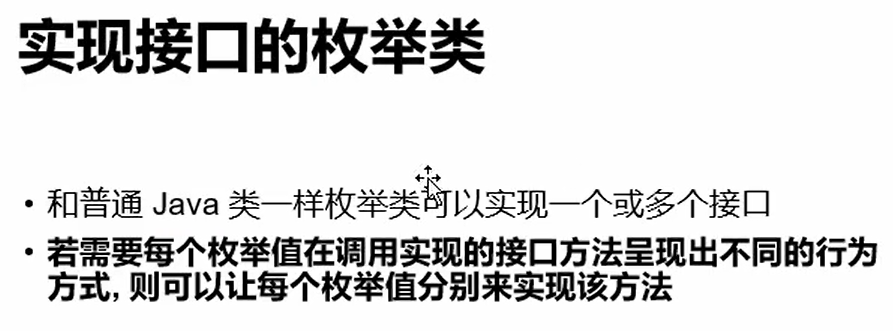 实现接口的枚举类
• 和普通 Java 类一样枚举类可以实现一个或多个接口
• 若需要每个枚举值在调用实现的接口方法呈现出不同的行为
方式, 则可以让每个枚举值分别来实现该方法